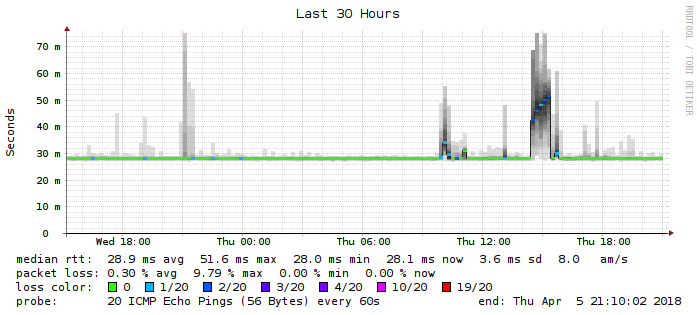 Last 30 Hours
RRDTOOL / TOBI OETIKER
Seconds
70 m
60 m
50 m
40 m
30 m
20 m
10 m
0
Wed 18:00 Thu 00:00 Thu 06:00 Thu 12:00 Thu 18:00
median rtt: 28.9 ms avg 51.6 ms max 28.0 ms min 28.1 ms now 3.6 ms sd 8.0 am/s
packet loss: 0.30 % avg 9.79 % max 0.00 % min 0.00 % now
loss color: 0 1/20 2/20 3/20 4/20 10/20 19/20
probe: 20 ICMP Echo Pings (56 Bytes) every 60s end: Thu Apr 5 21:10:02 2018